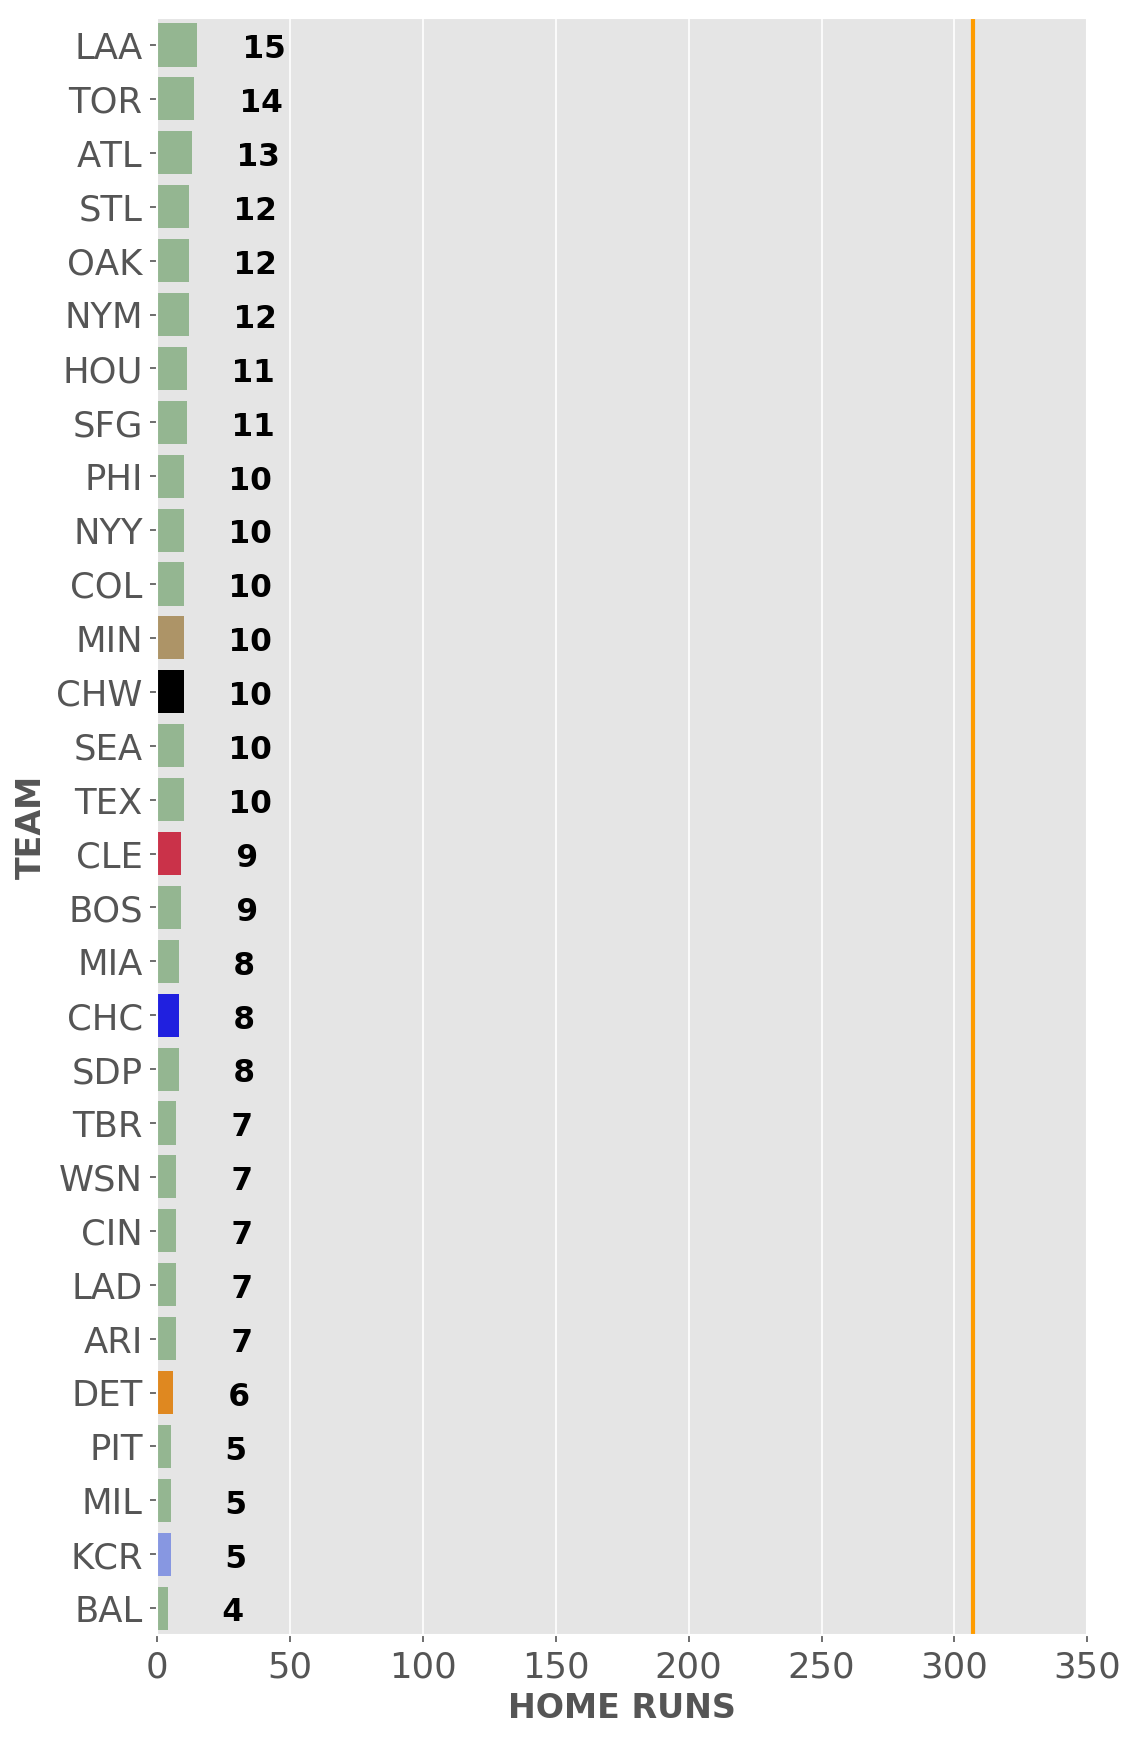 LAA 15
TOR 14
ATL 13
STL 12
OAK 12
NYM 12
HOU 11
SFG 11
PHI 10
NYY 10
COL 10
MIN 10
CHW 10
SEA 10
TEX 10
CLE 9
BOS 9
MIA 8
CHC 8
SDP 8
TBR 7
WSN 7
CIN 7
LAD 7
ARI 7
DET 6
PIT 5
MIL 5
KCR 5
BAL 4
TEAM
0 50 100 150 200 250 300 350
HOME RUNS